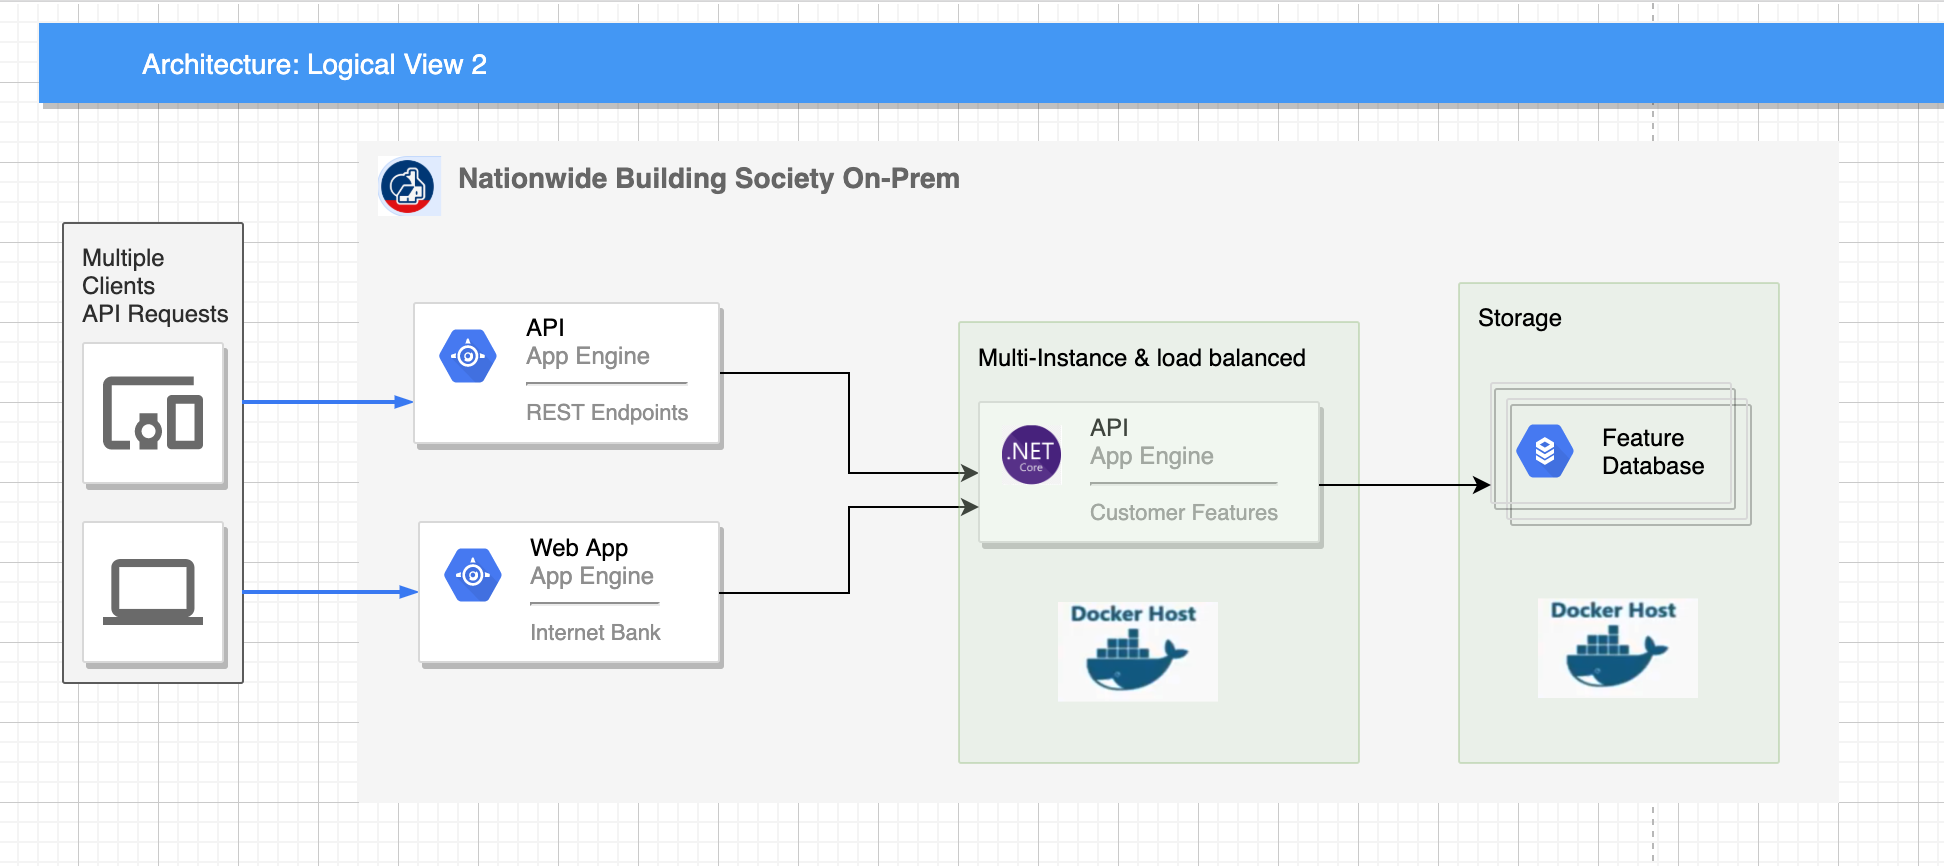 Architecture: Logical View 2
Nationwide Building Society On-Prem
Multiple
Clients
API Requests
API
App Engine
REST Endpoints
Web App
App Engine
Internet Bank
Multi-Instance & load balanced
.NET
Core
API
App Engine
Customer Features
Docker Host
Storage
Feature
Database
Docker Host